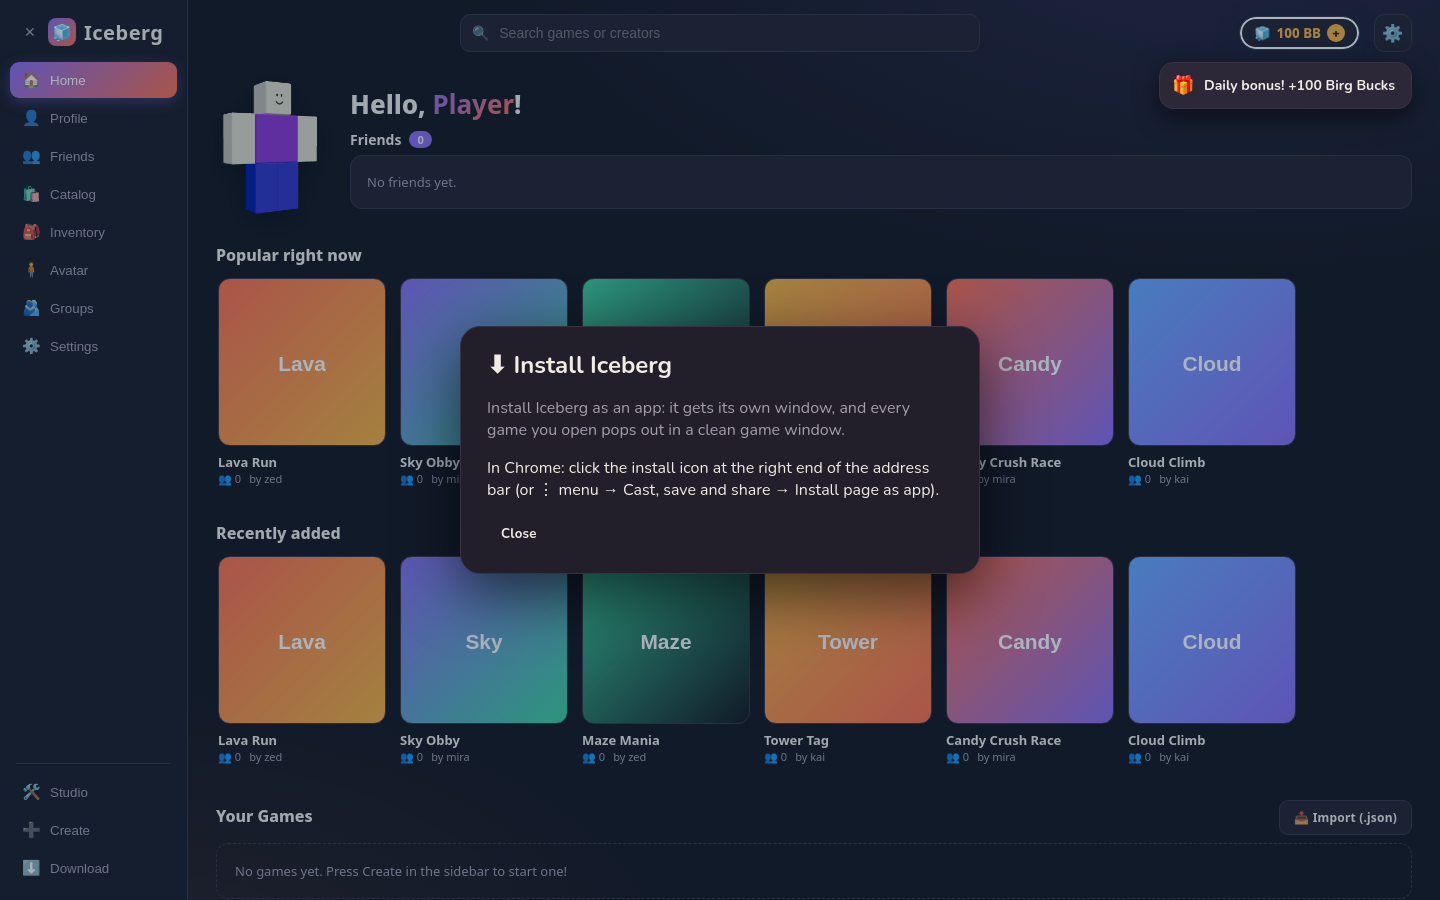 ✕ 🧊 Iceberg
🏠 Home
👤 Profile
👥 Friends
🛍️ Catalog
🎒 Inventory
🧍 Avatar
🫂 Groups
⚙️ Settings
🛠️ Studio
➕ Create
⬇️ Download
🔍 Search games or creators
🧊 100 BB +
🎁 Daily bonus! +100 Birg Bucks
Hello, Player!
Friends 0
No friends yet.
Popular right now
Lava
Candy
Cloud
Lava Run
👥 0 by zed
Sky Obby
👥 0 by mi
y Crush Race
by mira
Cloud Climb
👥 0 by kai
⬇ Install Iceberg
Install Iceberg as an app: it gets its own window, and every
game you open pops out in a clean game window.
In Chrome: click the install icon at the right end of the address
bar (or ⋮ menu → Cast, save and share → Install page as app).
Close
Recently added
Lava
Sky
Maze
Tower
Candy
Cloud
Lava Run
👥 0 by zed
Sky Obby
👥 0 by mira
Maze Mania
👥 0 by zed
Tower Tag
👥 0 by kai
Candy Crush Race
👥 0 by mira
Cloud Climb
👥 0 by kai
Your Games
📥 Import (.json)
No games yet. Press Create in the sidebar to start one!